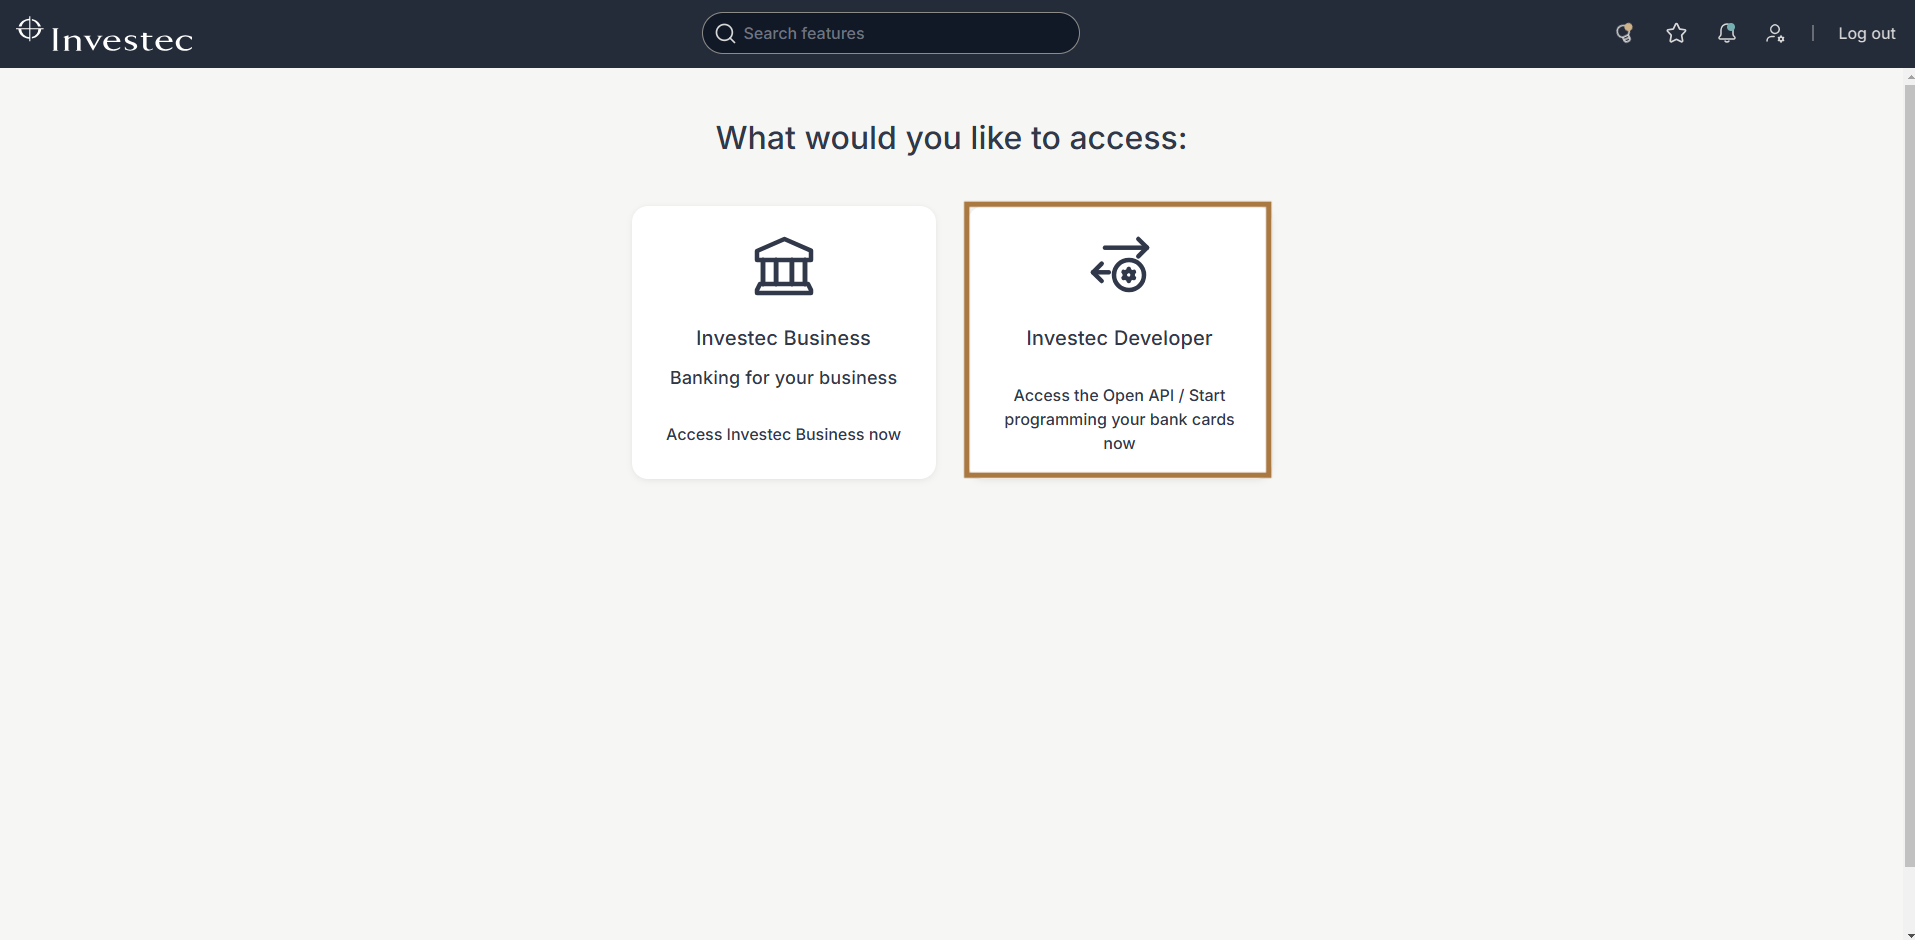 Investec
Search features
Log out
What would you like to access:
Investec Business
Banking for your business
Access Investec Business now
Investec Developer
Access the Open API / Start
programming your bank cards
now